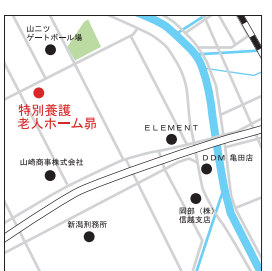 山二ツ
ゲートボール場
特別養護
老人ホーム昴
ELEMENT
DDM 亀田店
山崎商事株式会社
岡部(株)
信越支店
新潟刑務所